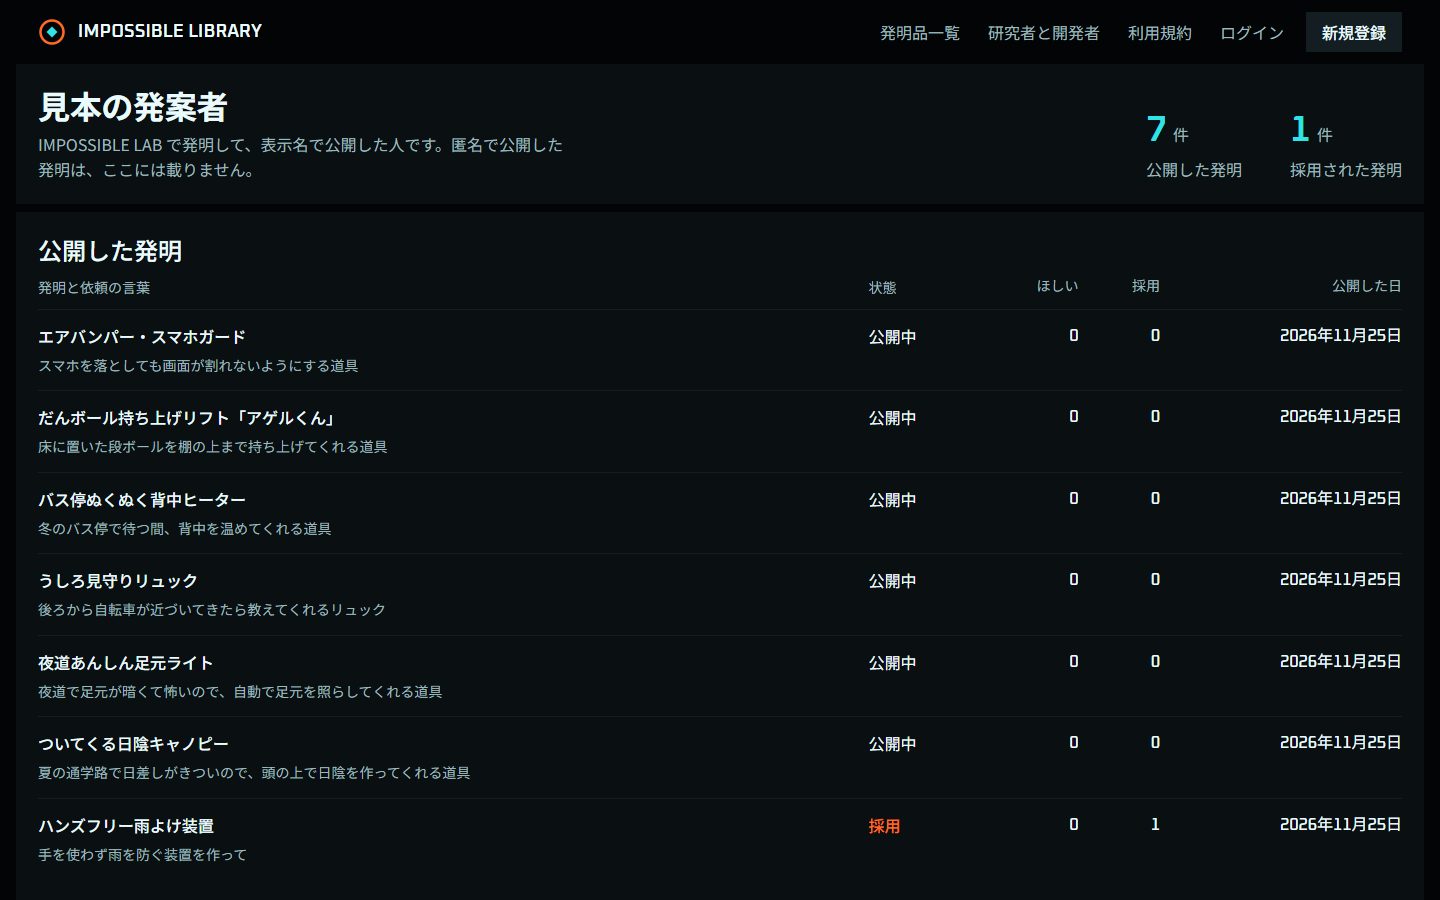 IMPOSSIBLE LIBRARY
発明品一覧 研究者と開発者 利用規約 ログイン 新規登録
見本の発案者
IMPOSSIBLE LAB で発明して、表示名で公開した人です。匿名で公開した
発明は、ここには載りません。
7 件
公開した発明
1 件
採用された発明
公開した発明
発明と依頼の言葉 状態 ほしい 採用 公開した日
エアバンパー・スマホガード 公開中 0 0 2026年11月25日
スマホを落としても画面が割れないようにする道具
だんボール持ち上げリフト「アゲルくん」 公開中 0 0 2026年11月25日
床に置いた段ボールを棚の上まで持ち上げてくれる道具
バス停ぬくぬく背中ヒーター 公開中 0 0 2026年11月25日
冬のバス停で待つ間、背中を温めてくれる道具
うしろ見守りリュック 公開中 0 0 2026年11月25日
後ろから自転車が近づいてきたら教えてくれるリュック
夜道あんしん足元ライト 公開中 0 0 2026年11月25日
夜道で足元が暗くて怖いので、自動で足元を照らしてくれる道具
ついてくる日陰キャノピー 公開中 0 0 2026年11月25日
夏の通学路で日差しがきついので、頭の上で日陰を作ってくれる道具
ハンズフリー雨よけ装置 採用 0 1 2026年11月25日
手を使わず雨を防ぐ装置を作って